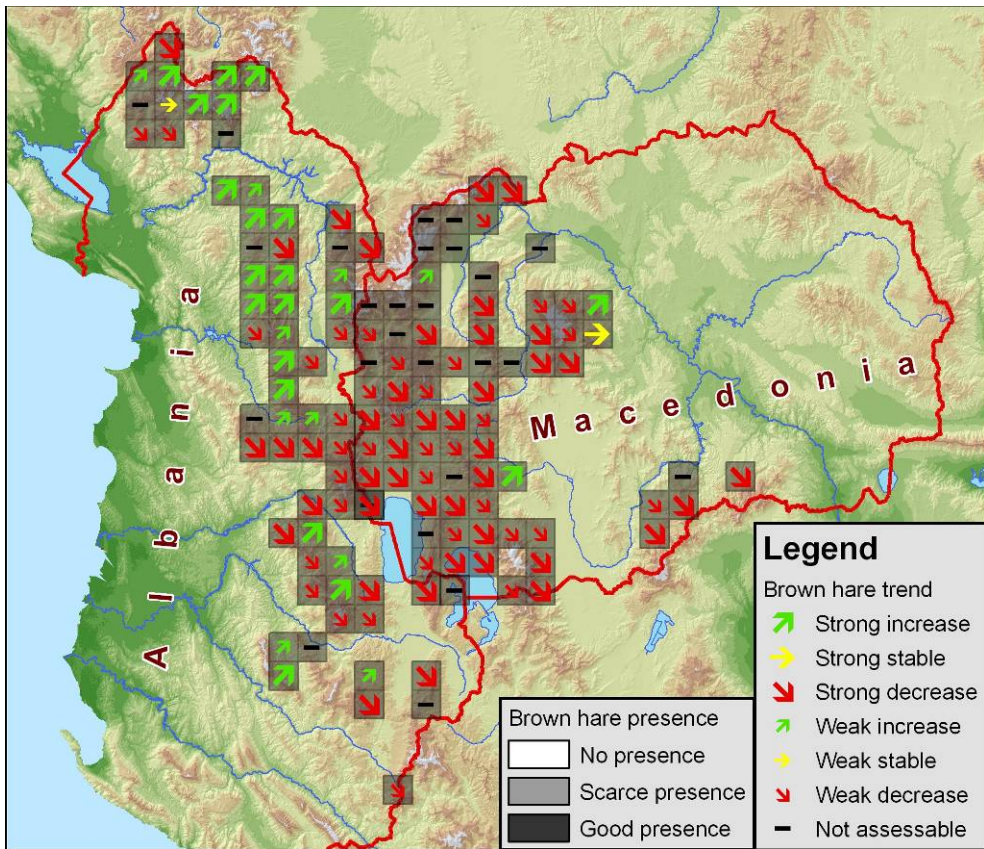 Albania
Macedonia
Legend
Brown hare trend
Strong increase
Strong stable
Strong decrease
Weak increase
Weak stable
Weak decrease
Not assessable
Brown hare presence
No presence
Scarce presence
Good presence